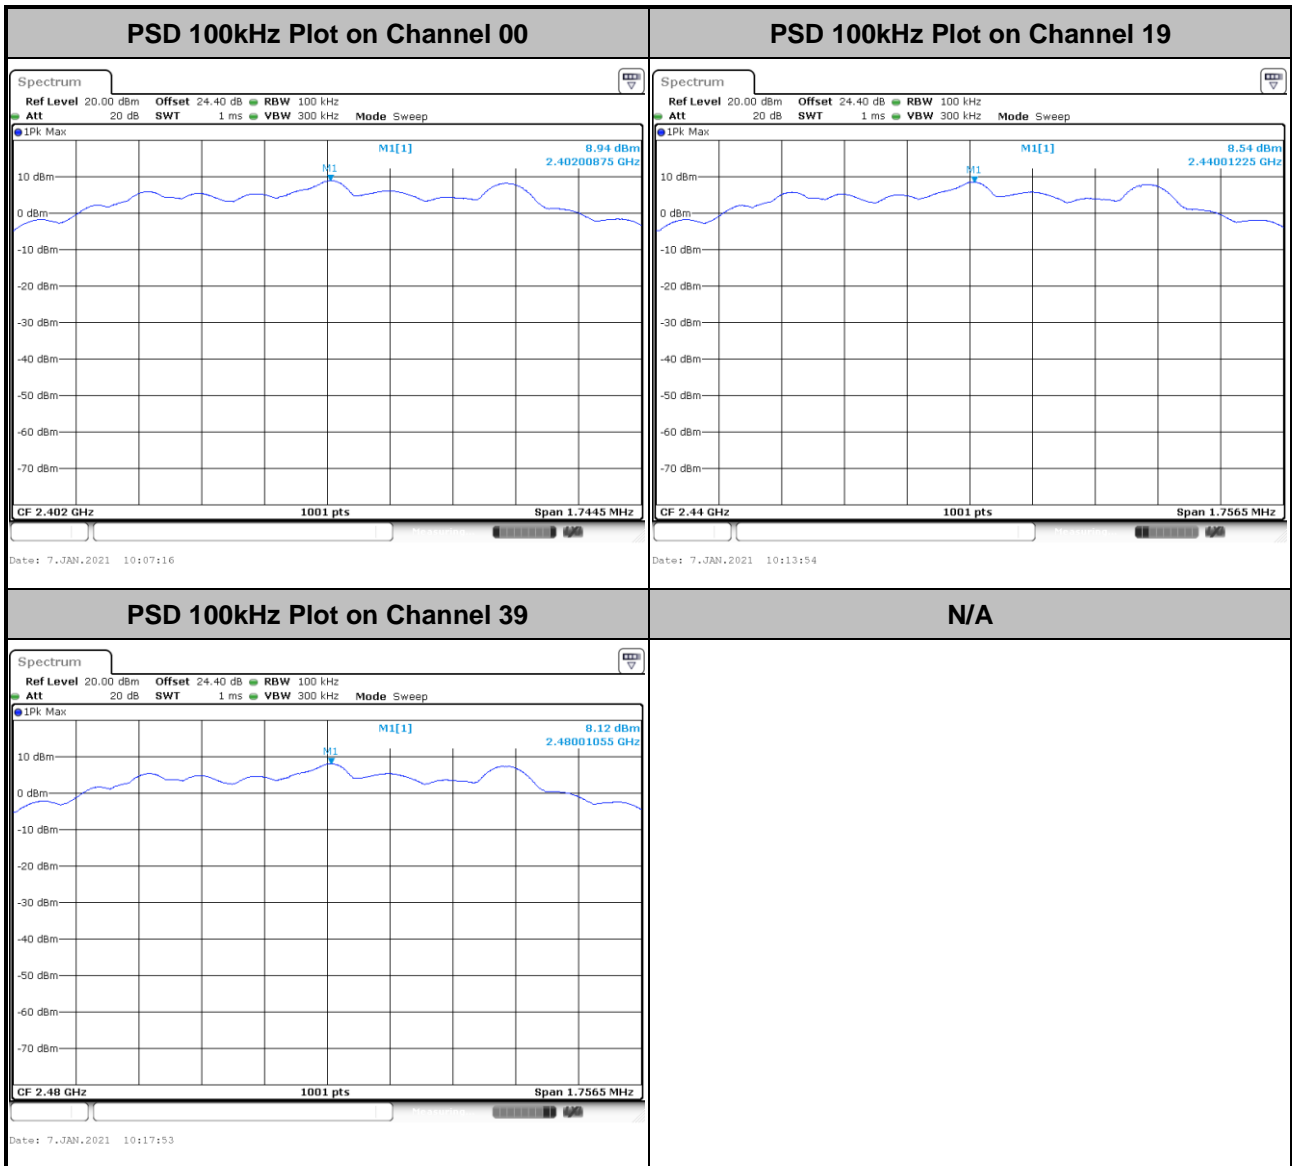 PSD 100kHz Plot on Channel 00
PSD 100kHz Plot on Channel 19
Spectrum
Ref Level 20.00 dBm Offset 24.40 dB RBW 100 kHz
Att 20 dB SWT 1 ms VBW 300 kHz Mode Sweep
1Pk Max
M1[1] 8.94 dBm
2.40200875 GHz
M1
10 dBm
0 dBm
-10 dBm
-20 dBm
-30 dBm
-40 dBm
-50 dBm
-60 dBm
-70 dBm
CF 2.402 GHz 1001 pts Span 1.7445 MHz
Measuring...
Date: 7.JAN.2021 10:07:16
Spectrum
Ref Level 20.00 dBm Offset 24.40 dB RBW 100 kHz
Att 20 dB SWT 1 ms VBW 300 kHz Mode Sweep
1Pk Max
M1[1] 8.54 dBm
2.44001225 GHz
M1
10 dBm
0 dBm
-10 dBm
-20 dBm
-30 dBm
-40 dBm
-50 dBm
-60 dBm
-70 dBm
CF 2.44 GHz 1001 pts Span 1.7565 MHz
Measuring...
Date: 7.JAN.2021 10:13:54
PSD 100kHz Plot on Channel 39
N/A
Spectrum
Ref Level 20.00 dBm Offset 24.40 dB RBW 100 kHz
Att 20 dB SWT 1 ms VBW 300 kHz Mode Sweep
1Pk Max
M1[1] 8.12 dBm
2.48001055 GHz
M1
10 dBm
0 dBm
-10 dBm
-20 dBm
-30 dBm
-40 dBm
-50 dBm
-60 dBm
-70 dBm
CF 2.48 GHz 1001 pts Span 1.7565 MHz
Measuring...
Date: 7.JAN.2021 10:17:53